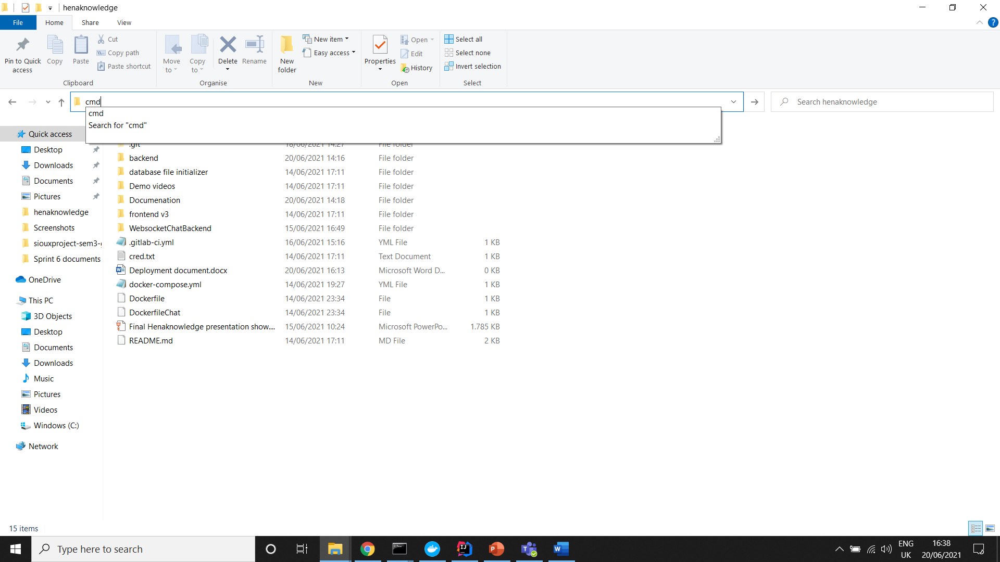 henaknowledge
File Home Share View
Pin to Quick access
Copy
Paste
Cut
Copy path
Paste shortcut
Clipboard
Move to
Copy to
Delete
Rename
Organise
New folder
New item
Easy access
New
Properties
Open
Edit
History
Open
Select all
Select none
Invert selection
Select
cmd
Search henaknowledge
cmd
Search for "cmd"
Quick access
Desktop
Downloads
Documents
Pictures
henaknowledge
Screenshots
siouxproject-sem3-
Sprint 6 documents
OneDrive
This PC
3D Objects
Desktop
Documents
Downloads
Music
Pictures
Videos
Windows (C:)
Network
.git 18/06/2021 14:27 File folder
backend 20/06/2021 14:16 File folder
database file initializer 14/06/2021 17:11 File folder
Demo videos 14/06/2021 17:11 File folder
Documenation 20/06/2021 14:18 File folder
frontend v3 14/06/2021 17:11 File folder
WebsocketChatBackend 15/06/2021 16:49 File folder
.gitlab-ci.yml 16/06/2021 15:16 YML File 1 KB
cred.txt 14/06/2021 17:11 Text Document 1 KB
Deployment document.docx 20/06/2021 16:13 Microsoft Word D... 0 KB
docker-compose.yml 14/06/2021 19:27 YML File 1 KB
Dockerfile 14/06/2021 23:34 File 1 KB
DockerfileChat 14/06/2021 23:34 File 1 KB
Final Henaknowledge presentation show.... 15/06/2021 10:24 Microsoft PowerPo... 1.785 KB
README.md 14/06/2021 17:11 MD File 2 KB
15 items
Type here to search
ENG
UK
16:38
20/06/2021